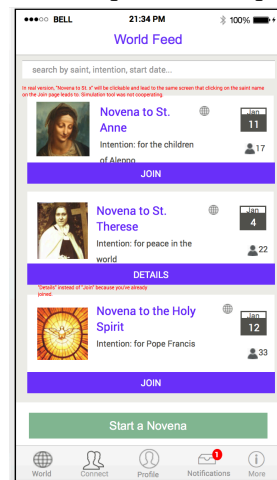 BELL 21:34 PM 100%
World Feed
search by saint, intention, start date...
In real version, "Novena to St. x" will be clickable and lead to the same screen that clicking on the saint name
on the Join page leads to. Simulation tool was not cooperating.
Novena to St.
Anne
Jan
11
Intention: for the children
of Aleppo
17
JOIN
Novena to St.
Therese
Jan
4
Intention: for peace in the
world
22
DETAILS
"Details" instead of "Join" because you've already
joined.
Novena to the Holy
Spirit
Jan
12
Intention: for Pope Francis
33
JOIN
Start a Novena
1
World Connect Profile Notifications More